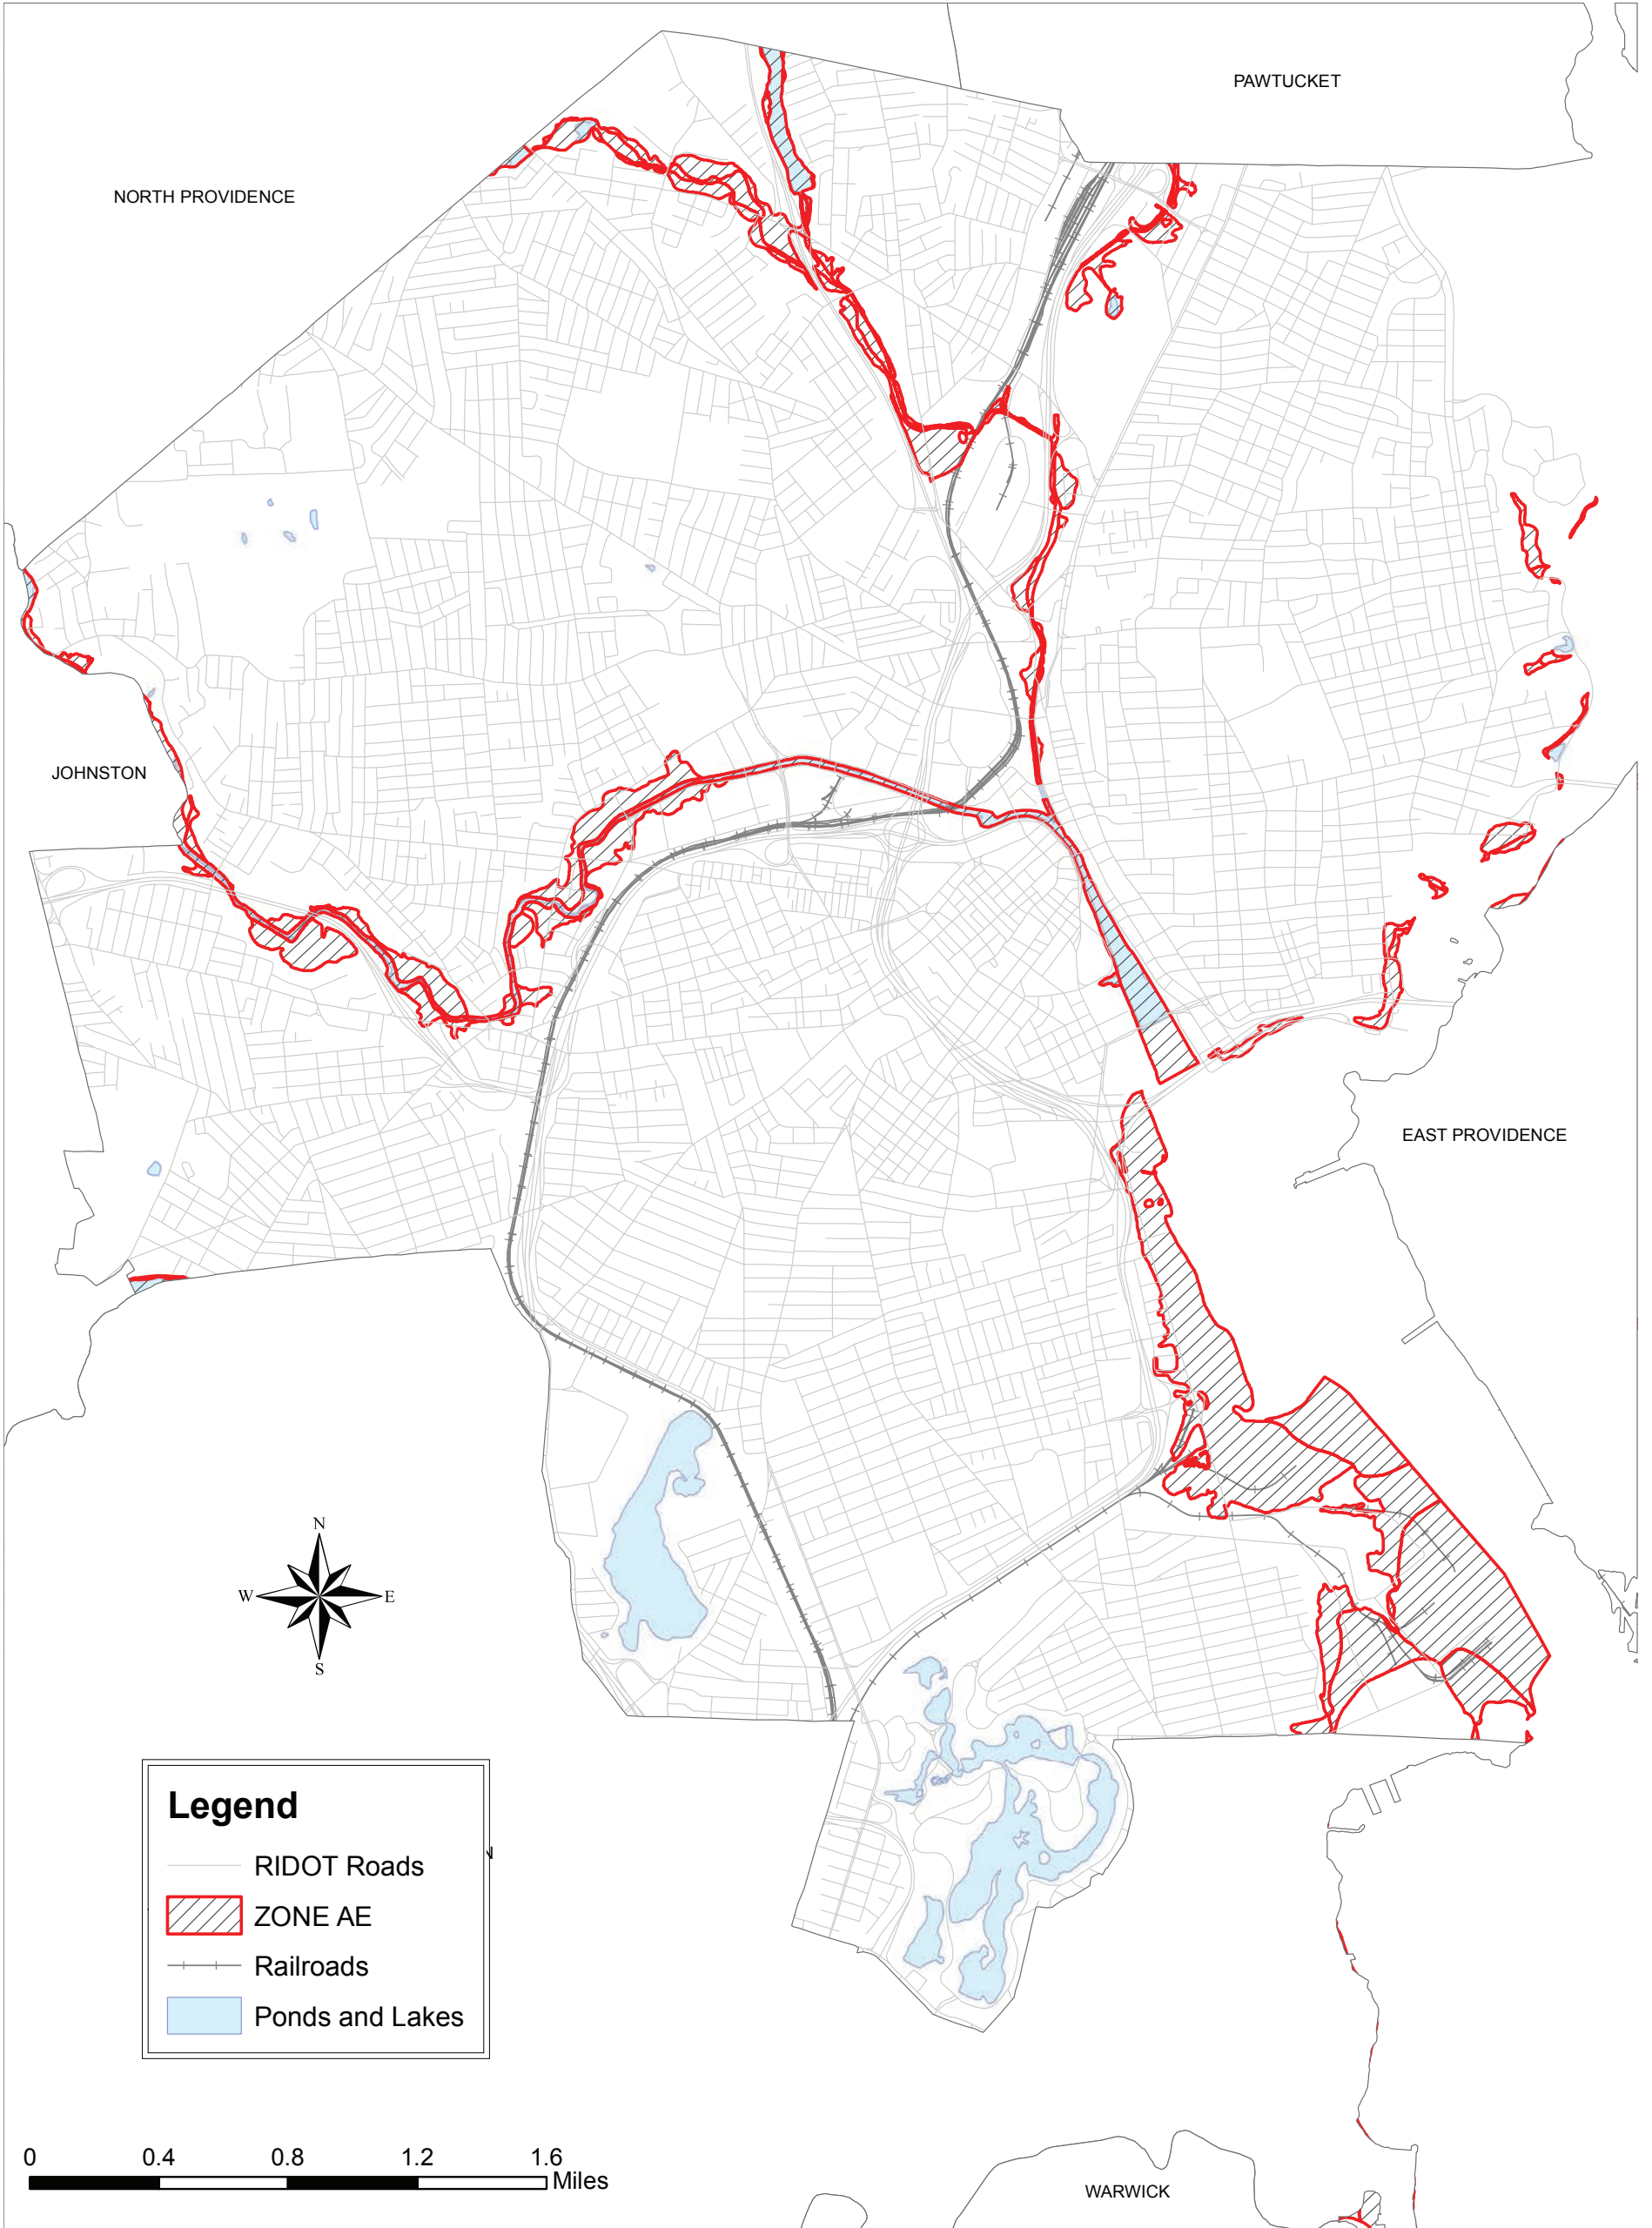 PAWTUCKET
NORTH PROVIDENCE
JOHNSTON
EAST PROVIDENCE
N
W E
S
Legend
RIDOT Roads
ZONE AE
Railroads
Ponds and Lakes
0 0.4 0.8 1.2 1.6
Miles
WARWICK